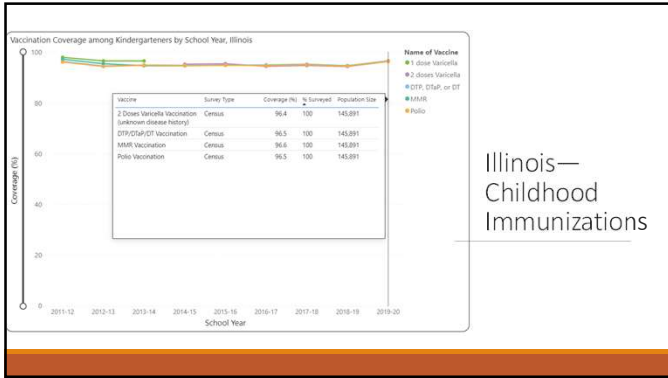 Vaccination Coverage among Kindergarteners by School Year, Illinois
100
80
60
40
20
0
Coverage (%)
2011-12 2012-13 2013-14 2014-15 2015-16 2016-17 2017-18 2018-19 2019-20
School Year
Name of Vaccine
1 dose Varicella
2 doses Varicella
DTP, DTaP, or DT
MMR
Polio
Vaccine Survey Type Coverage (%) % Surveyed Population Size
2 Doses Varicella Vaccination Census 96.4 100 145,891
(unknown disease history)
DTP/DTaP/DT Vaccination Census 96.5 100 145,891
MMR Vaccination Census 96.6 100 145,891
Polio Vaccination Census 96.5 100 145,891
Illinois—
Childhood
Immunizations